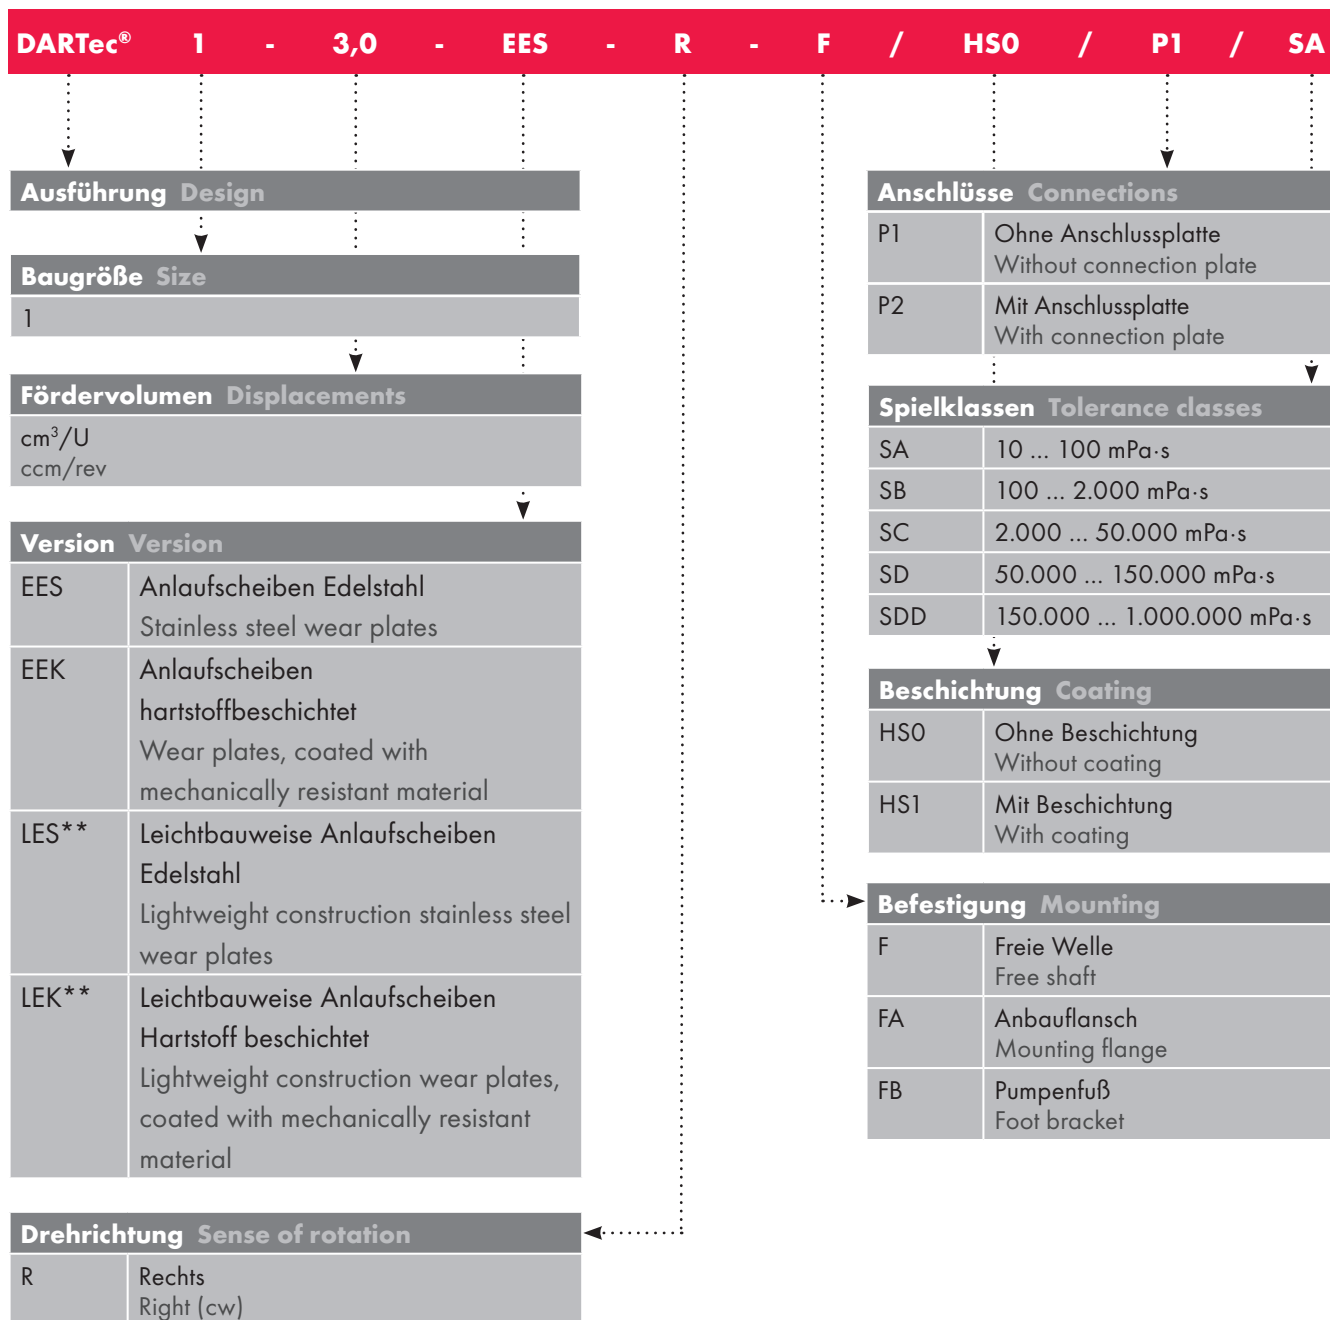 DARTec® 1 - 3,0 - EES - R - F / HS0 / P1 / SA
Ausführung Design
Baugröße Size
1
Fördervolumen Displacements
cm³/U
ccm/rev
Version Version
EES Anlaufscheiben Edelstahl
Stainless steel wear plates
EEK Anlaufscheiben
hartstoffbeschichtet
Wear plates, coated with
mechanically resistant material
LES** Leichtbauweise Anlaufscheiben
Edelstahl
Lightweight construction stainless steel
wear plates
LEK** Leichtbauweise Anlaufscheiben
Hartstoff beschichtet
Lightweight construction wear plates,
coated with mechanically resistant
material
Drehrichtung Sense of rotation
R Rechts
Right (cw)
Anschlüsse Connections
P1 Ohne Anschlussplatte
Without connection plate
P2 Mit Anschlussplatte
With connection plate
Spielklassen Tolerance classes
SA 10 ... 100 mPa·s
SB 100 ... 2.000 mPa·s
SC 2.000 ... 50.000 mPa·s
SD 50.000 ... 150.000 mPa·s
SDD 150.000 ... 1.000.000 mPa·s
Beschichtung Coating
HS0 Ohne Beschichtung
Without coating
HS1 Mit Beschichtung
With coating
Befestigung Mounting
F Freie Welle
Free shaft
FA Anbauflansch
Mounting flange
FB Pumpenfuß
Foot bracket